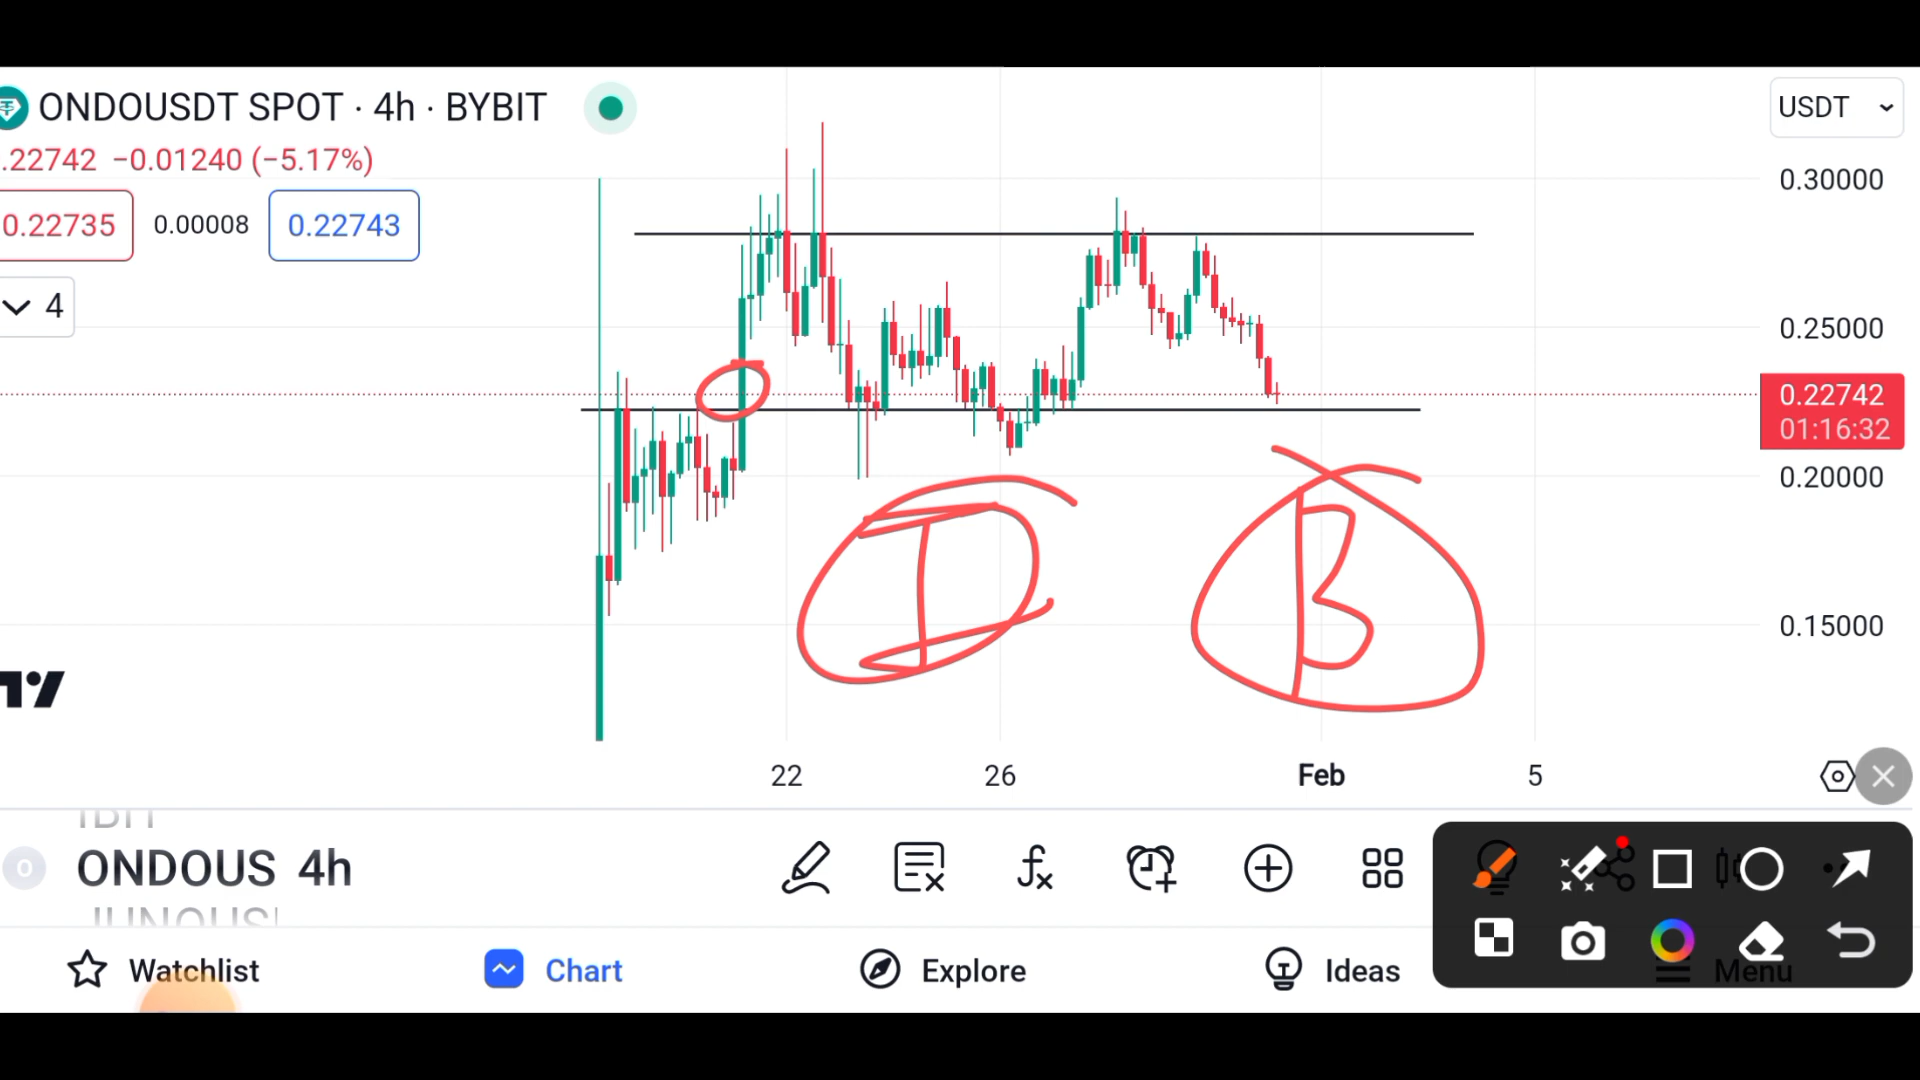 ONDOUSDT SPOT · 4h · BYBIT
USDT
.22742 −0.01240 (−5.17%)
0.22735 0.00008 0.22743
4
0.30000
0.25000
0.22742
01:16:32
0.20000
0.15000
I B
22 26 Feb 5
IBIT
ONDOUS 4h
Watchlist Chart Explore Ideas Menu